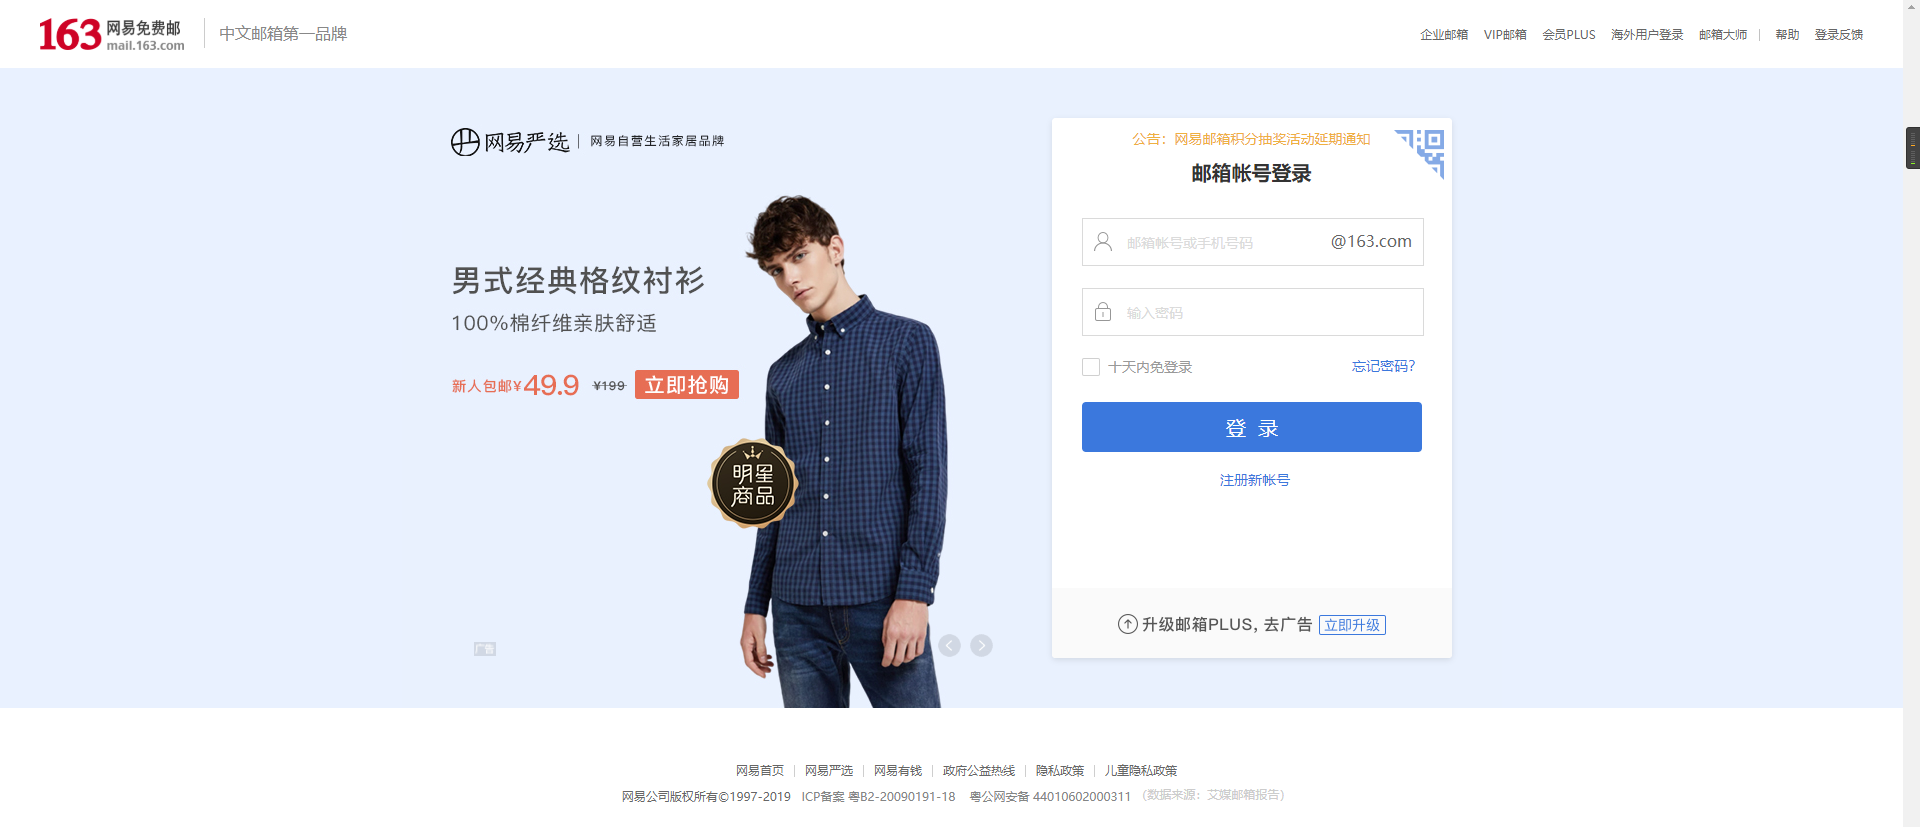 163 网易免费邮
mail.163.com
中文邮箱第一品牌
企业邮箱 VIP邮箱 会员PLUS 海外用户登录 邮箱大师 | 帮助 登录反馈
网易严选 | 网易自营生活家居品牌
男式经典格纹衬衫
100%棉纤维亲肤舒适
新人包邮¥49.9 ¥199 立即抢购
明星
商品
广告
公告：网易邮箱积分抽奖活动延期通知
邮箱帐号登录
邮箱帐号或手机号码 @163.com
输入密码
十天内免登录 忘记密码?
登 录
注册新帐号
升级邮箱PLUS, 去广告 立即升级
网易首页 | 网易严选 | 网易有钱 | 政府公益热线 | 隐私政策 | 儿童隐私政策
网易公司版权所有©1997-2019 ICP备案 粤B2-20090191-18 粤公网安备 44010602000311 （数据来源：艾媒邮箱报告）